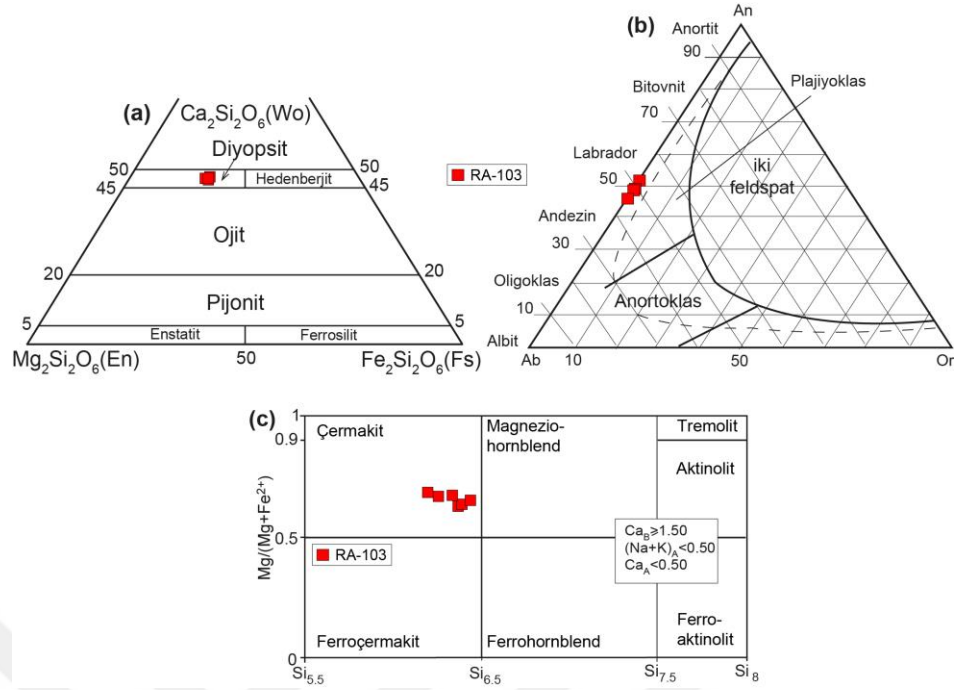 (a)
Ca₂Si₂O₆(Wo)
Diyopsit
50
50
45
Hedenberjit
45
Ojit
20
20
Pijonit
5
5
Enstatit
Ferrosilit
Mg₂Si₂O₆(En)
50
Fe₂Si₂O₆(Fs)
RA-103
(b)
An
Anortit
90
Bitovnit
Plajiyoklas
70
Labrador
iki
feldspat
50
Andezin
30
Oligoklas
Anortoklas
10
Albit
Ab
10
50
Or
(c)
1
Çermakit
Magnezio-
hornblend
Tremolit
0.9
Aktinolit
Mg/(Mg+Fe²⁺)
0.5
RA-103
Ca_B≥1.50
(Na+K)_A<0.50
Ca_A<0.50
Ferroçermakit
Ferrohornblend
Ferro-
aktinolit
0
Si₅.₅
Si₆.₅
Si₇.₅
Si₈